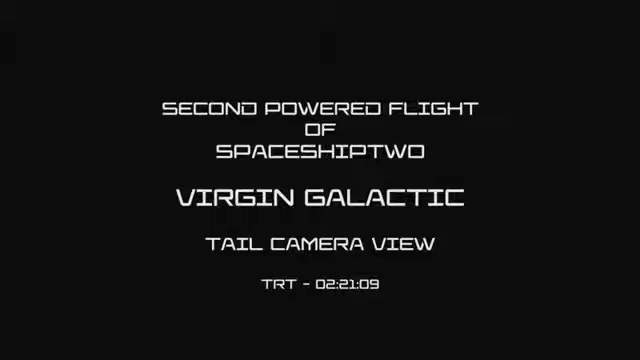 SECOND POWERED FLIGHT
OF
SPACESHIPTWO
VIRGIN GALACTIC
TAIL CAMERA VIEW
TRT - 02:21:09